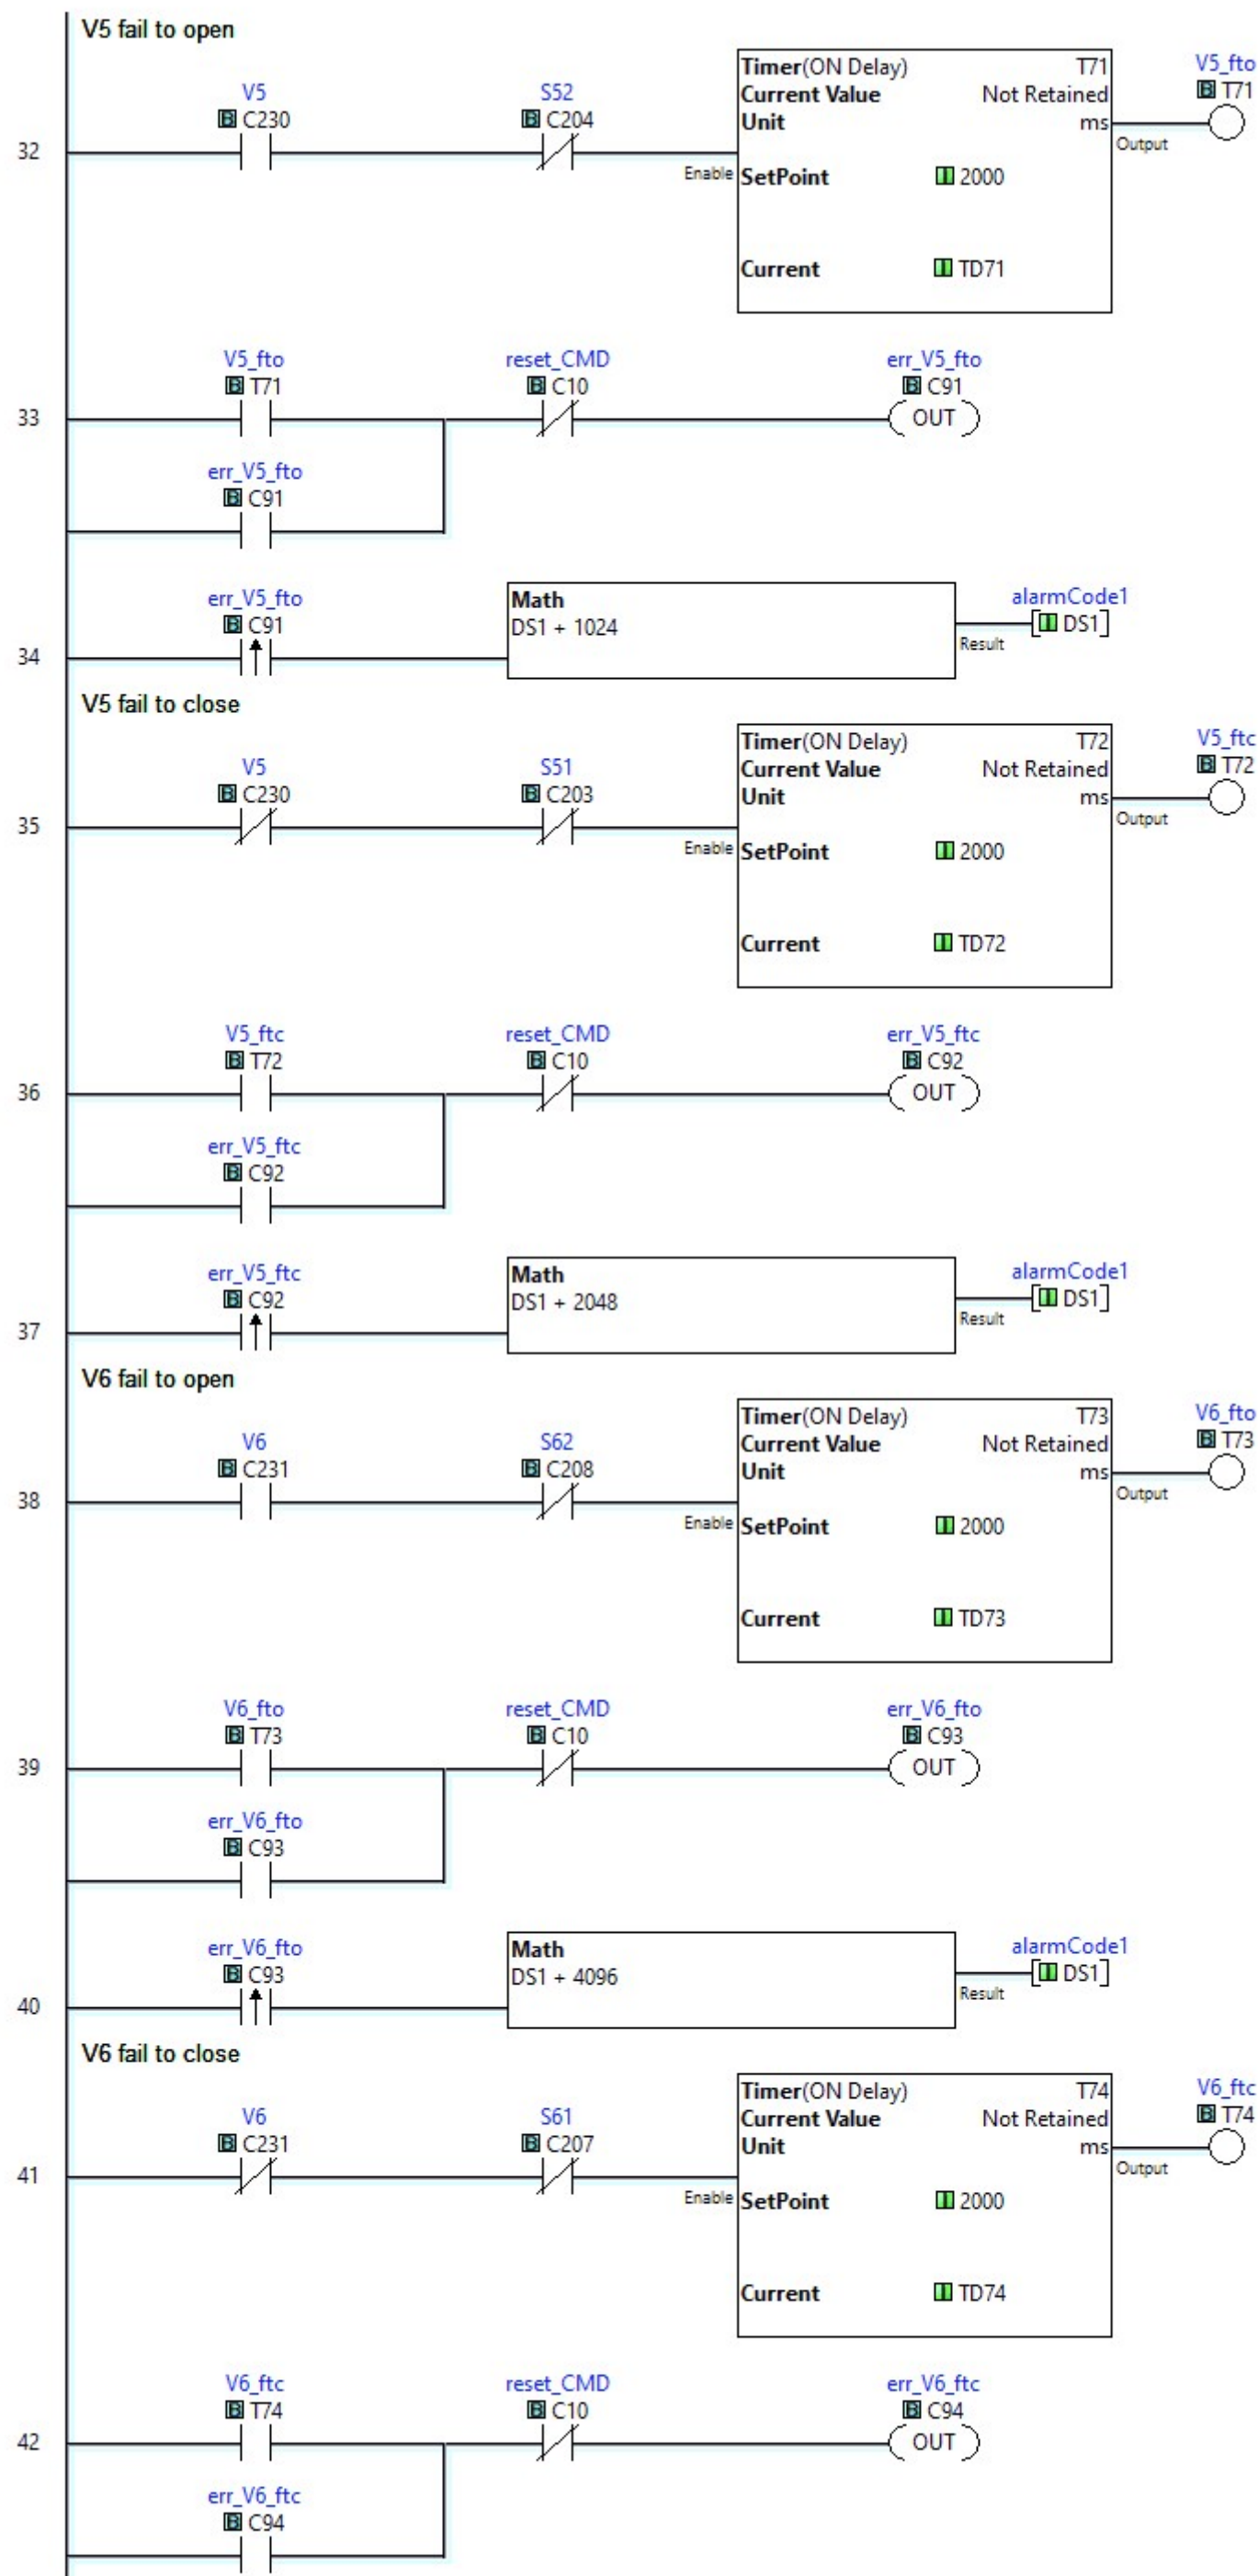 V5 fail to open
V5 S52 Timer(ON Delay) T71 V5_fto
B C230 B C204 Current Value Not Retained B T71
32 Unit ms Output
Enable SetPoint 2000
Current TD71
V5_fto reset_CMD err_V5_fto
B T71 B C10 B C91
33 OUT
err_V5_fto
B C91
err_V5_fto Math alarmCode1
B C91 DS1 + 1024 DS1
34 Result
V5 fail to close
V5 S51 Timer(ON Delay) T72 V5_ftc
B C230 B C203 Current Value Not Retained B T72
35 Unit ms Output
Enable SetPoint 2000
Current TD72
V5_ftc reset_CMD err_V5_ftc
B T72 B C10 B C92
36 OUT
err_V5_ftc
B C92
err_V5_ftc Math alarmCode1
B C92 DS1 + 2048 DS1
37 Result
V6 fail to open
V6 S62 Timer(ON Delay) T73 V6_fto
B C231 B C208 Current Value Not Retained B T73
38 Unit ms Output
Enable SetPoint 2000
Current TD73
V6_fto reset_CMD err_V6_fto
B T73 B C10 B C93
39 OUT
err_V6_fto
B C93
err_V6_fto Math alarmCode1
B C93 DS1 + 4096 DS1
40 Result
V6 fail to close
V6 S61 Timer(ON Delay) T74 V6_ftc
B C231 B C207 Current Value Not Retained B T74
41 Unit ms Output
Enable SetPoint 2000
Current TD74
V6_ftc reset_CMD err_V6_ftc
B T74 B C10 B C94
42 OUT
err_V6_ftc
B C94